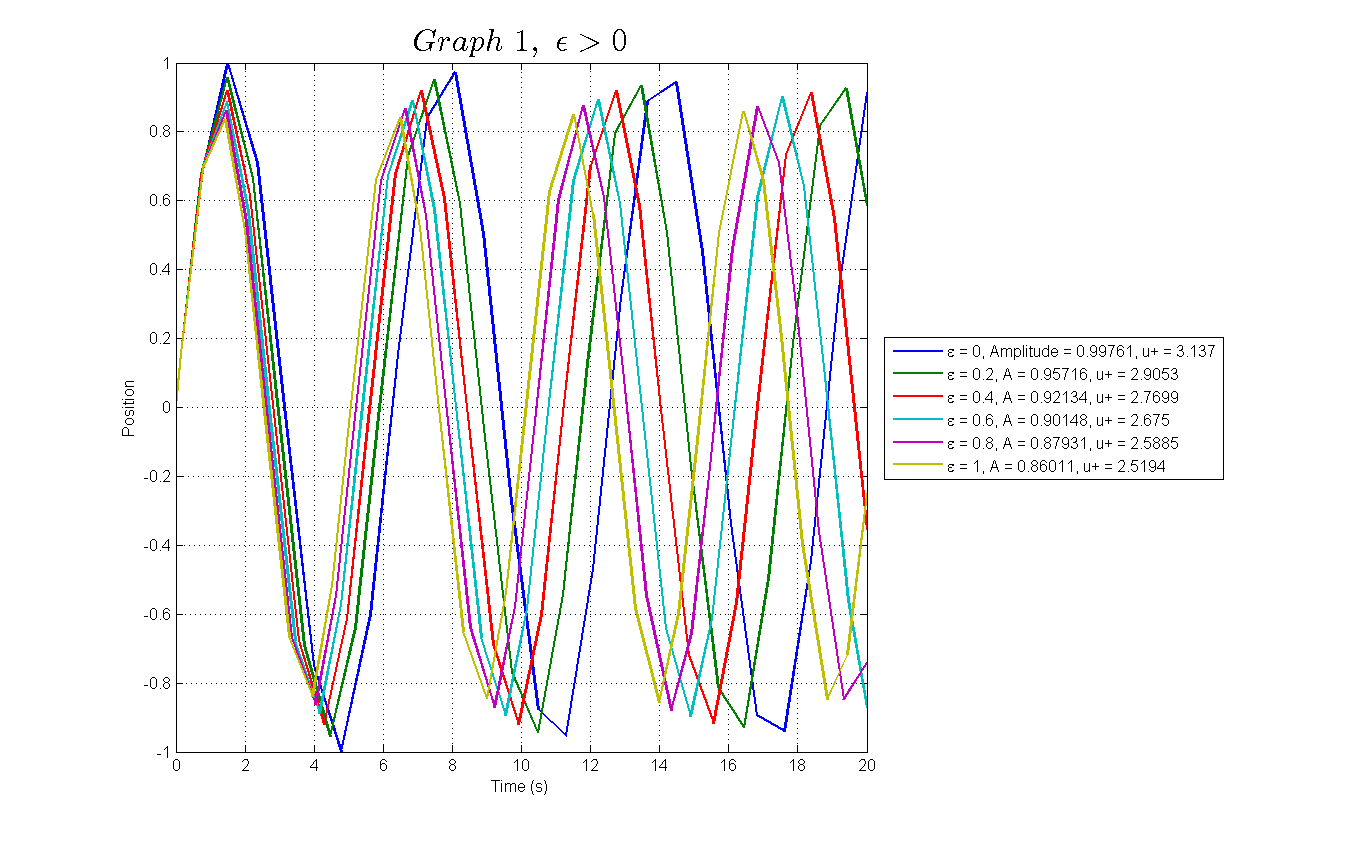 Graph 1, ϵ > 0
1
0.8
0.6
0.4
0.2
0
-0.2
-0.4
-0.6
-0.8
-1
Position
0 2 4 6 8 10 12 14 16 18 20
Time (s)
ε = 0, Amplitude = 0.99761, u+ = 3.137
ε = 0.2, A = 0.95716, u+ = 2.9053
ε = 0.4, A = 0.92134, u+ = 2.7699
ε = 0.6, A = 0.90148, u+ = 2.675
ε = 0.8, A = 0.87931, u+ = 2.5885
ε = 1, A = 0.86011, u+ = 2.5194